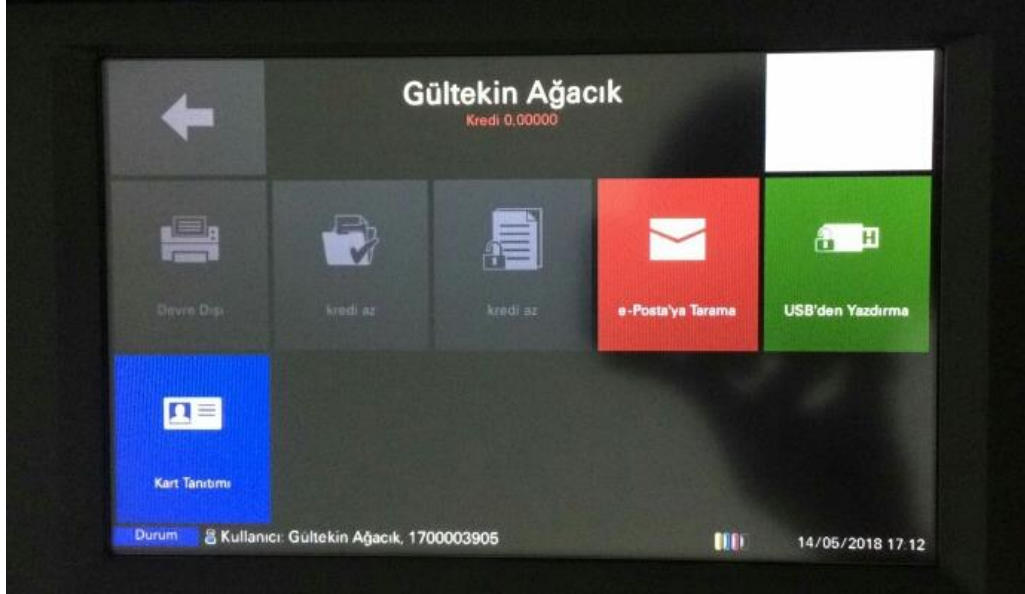 Gültekin Ağacık
Kredi 0,00000
Devre Dışı
kredi az
kredi az
e-Posta'ya Tarama
USB'den Yazdırma
Kart Tanıtımı
Durum Kullanıcı: Gültekin Ağacık, 1700003905 14/05/2018 17:12